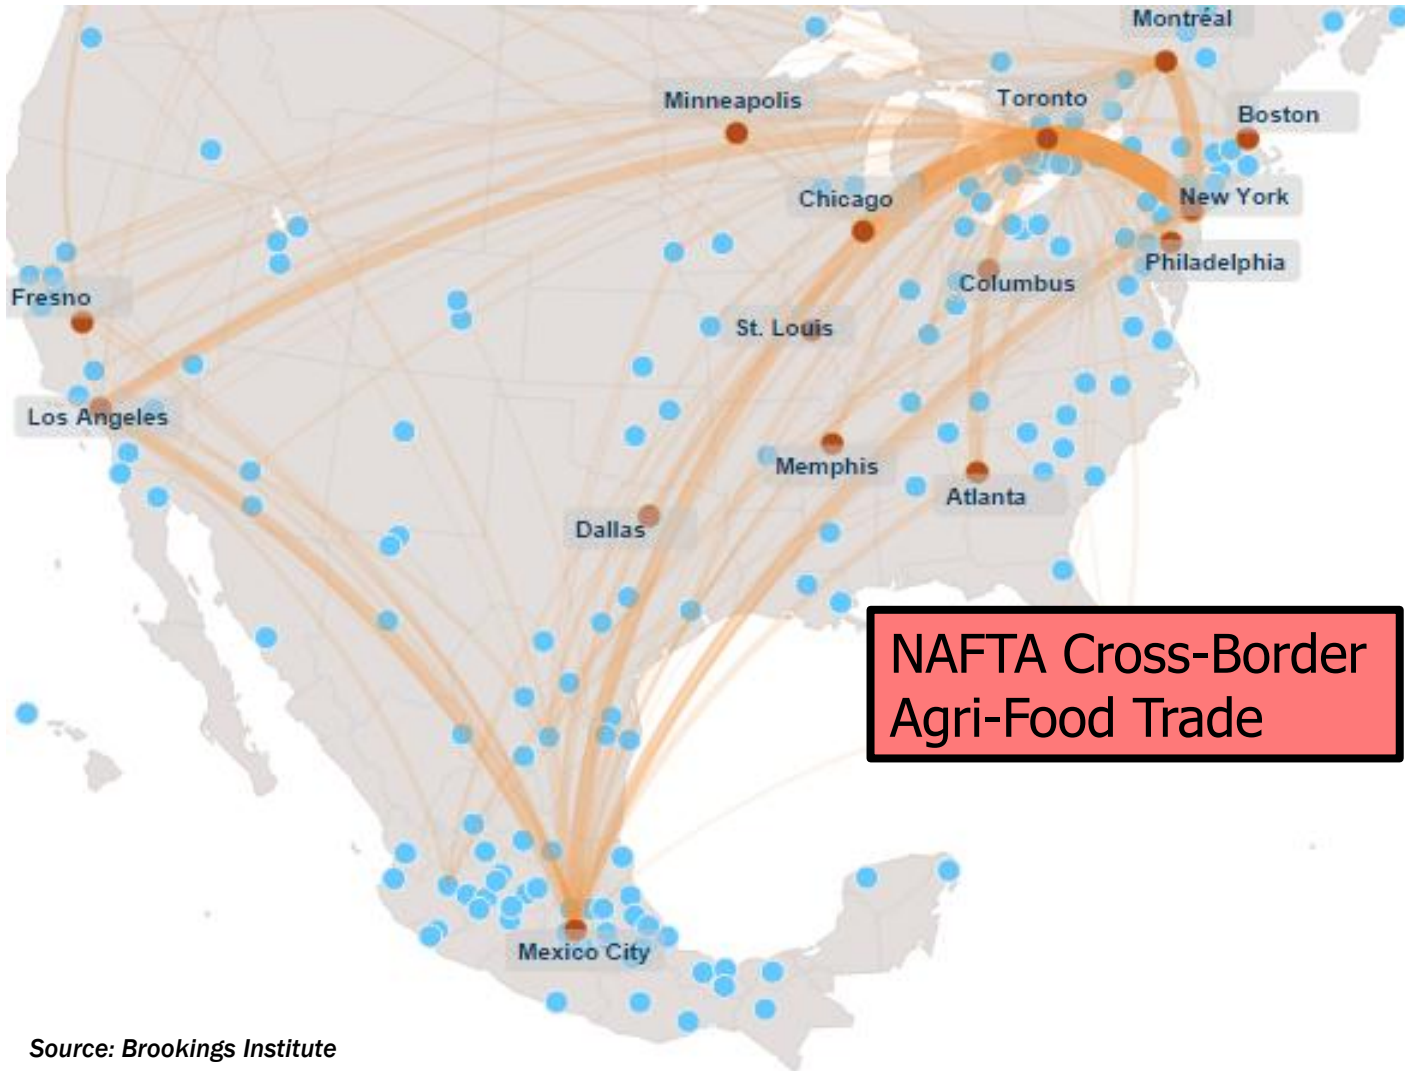 Montréal
Minneapolis
Toronto
Boston
Chicago
New York
Philadelphia
Columbus
Fresno
St. Louis
Los Angeles
Memphis
Atlanta
Dallas
NAFTA Cross-Border
Agri-Food Trade
Mexico City
Source: Brookings Institute